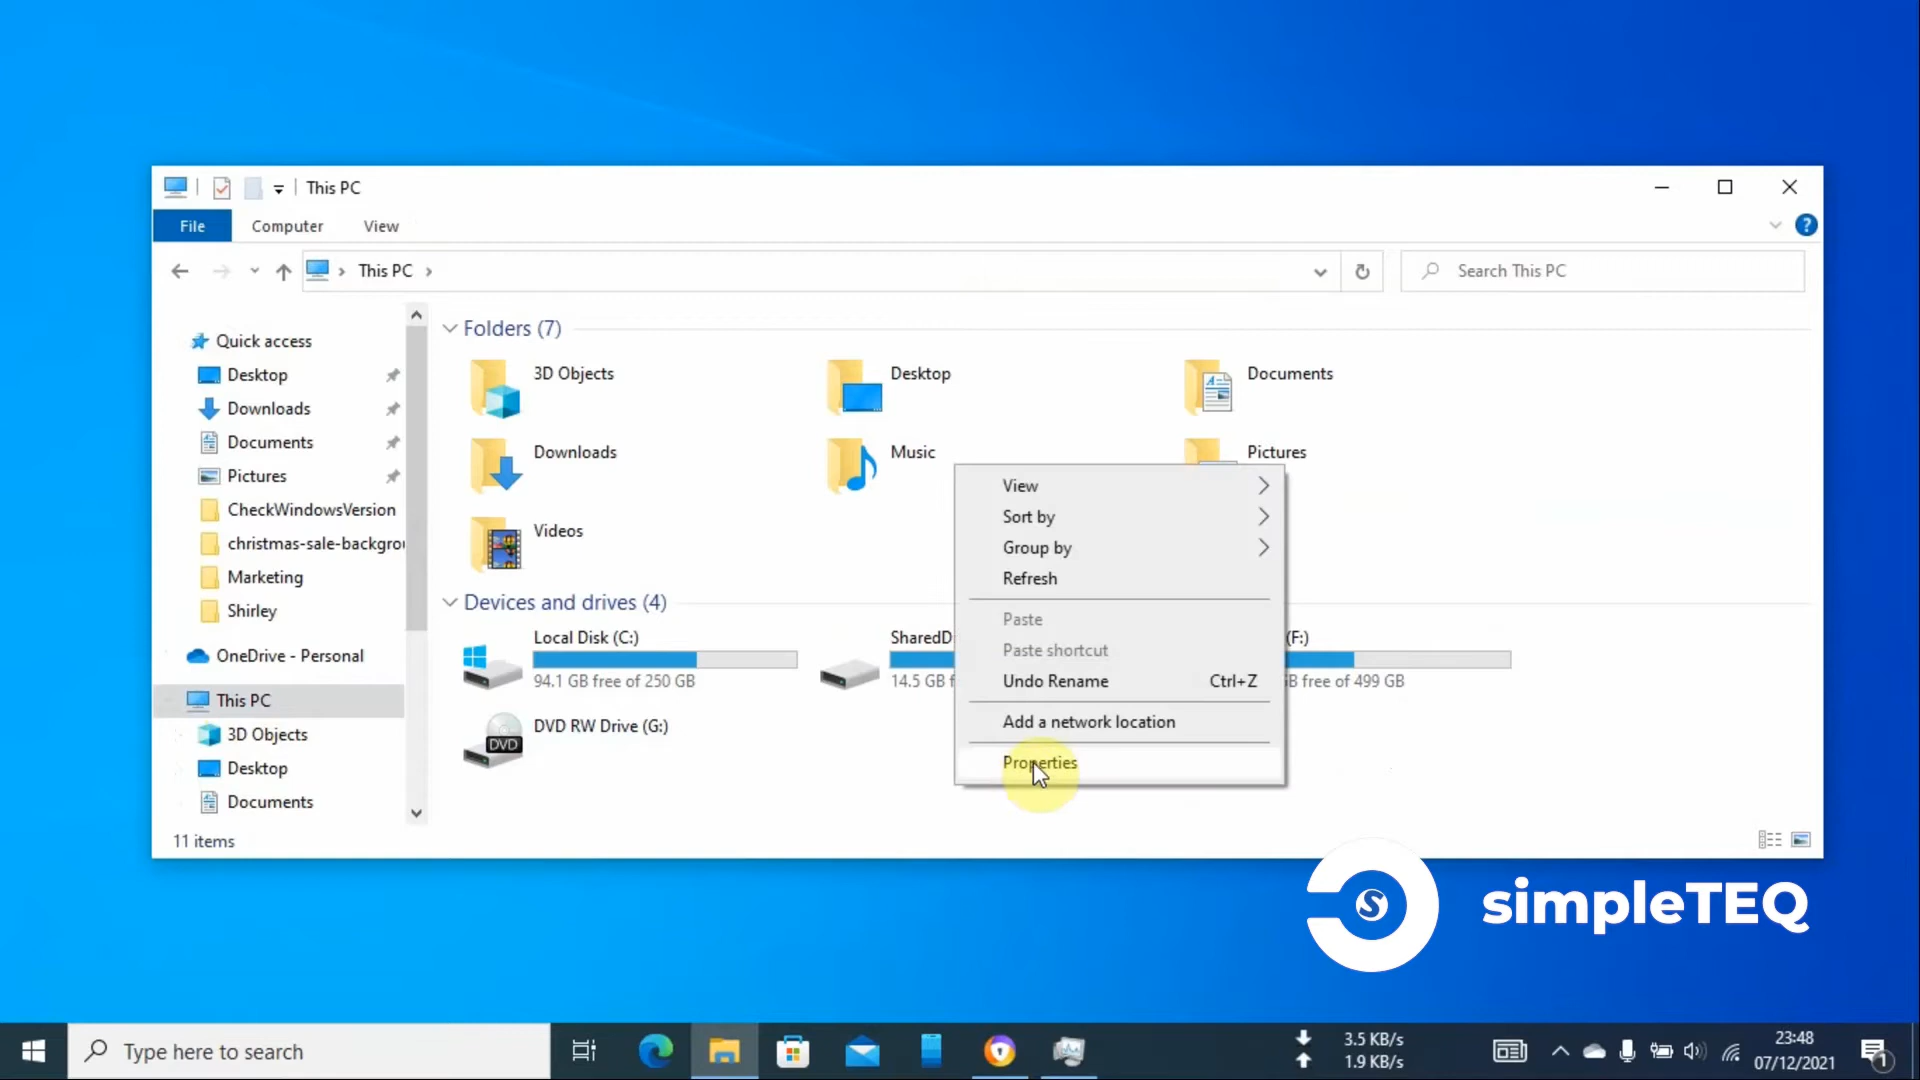 This PC
File
Computer
View
?
This PC
Search This PC
Quick access
Desktop
Downloads
Documents
Pictures
CheckWindowsVersion
christmas-sale-backgrou
Marketing
Shirley
OneDrive - Personal
This PC
3D Objects
Desktop
Documents
Folders (7)
3D Objects
Desktop
Documents
Downloads
Music
Pictures
Videos
Devices and drives (4)
Local Disk (C:)
94.1 GB free of 250 GB
SharedD
14.5 GB f
(F:)
B free of 499 GB
DVD
DVD RW Drive (G:)
View
Sort by
Group by
Refresh
Paste
Paste shortcut
Undo Rename Ctrl+Z
Add a network location
Properties
11 items
S
simpleTEQ
Type here to search
3.5 KB/s
1.9 KB/s
23:48
07/12/2021
1